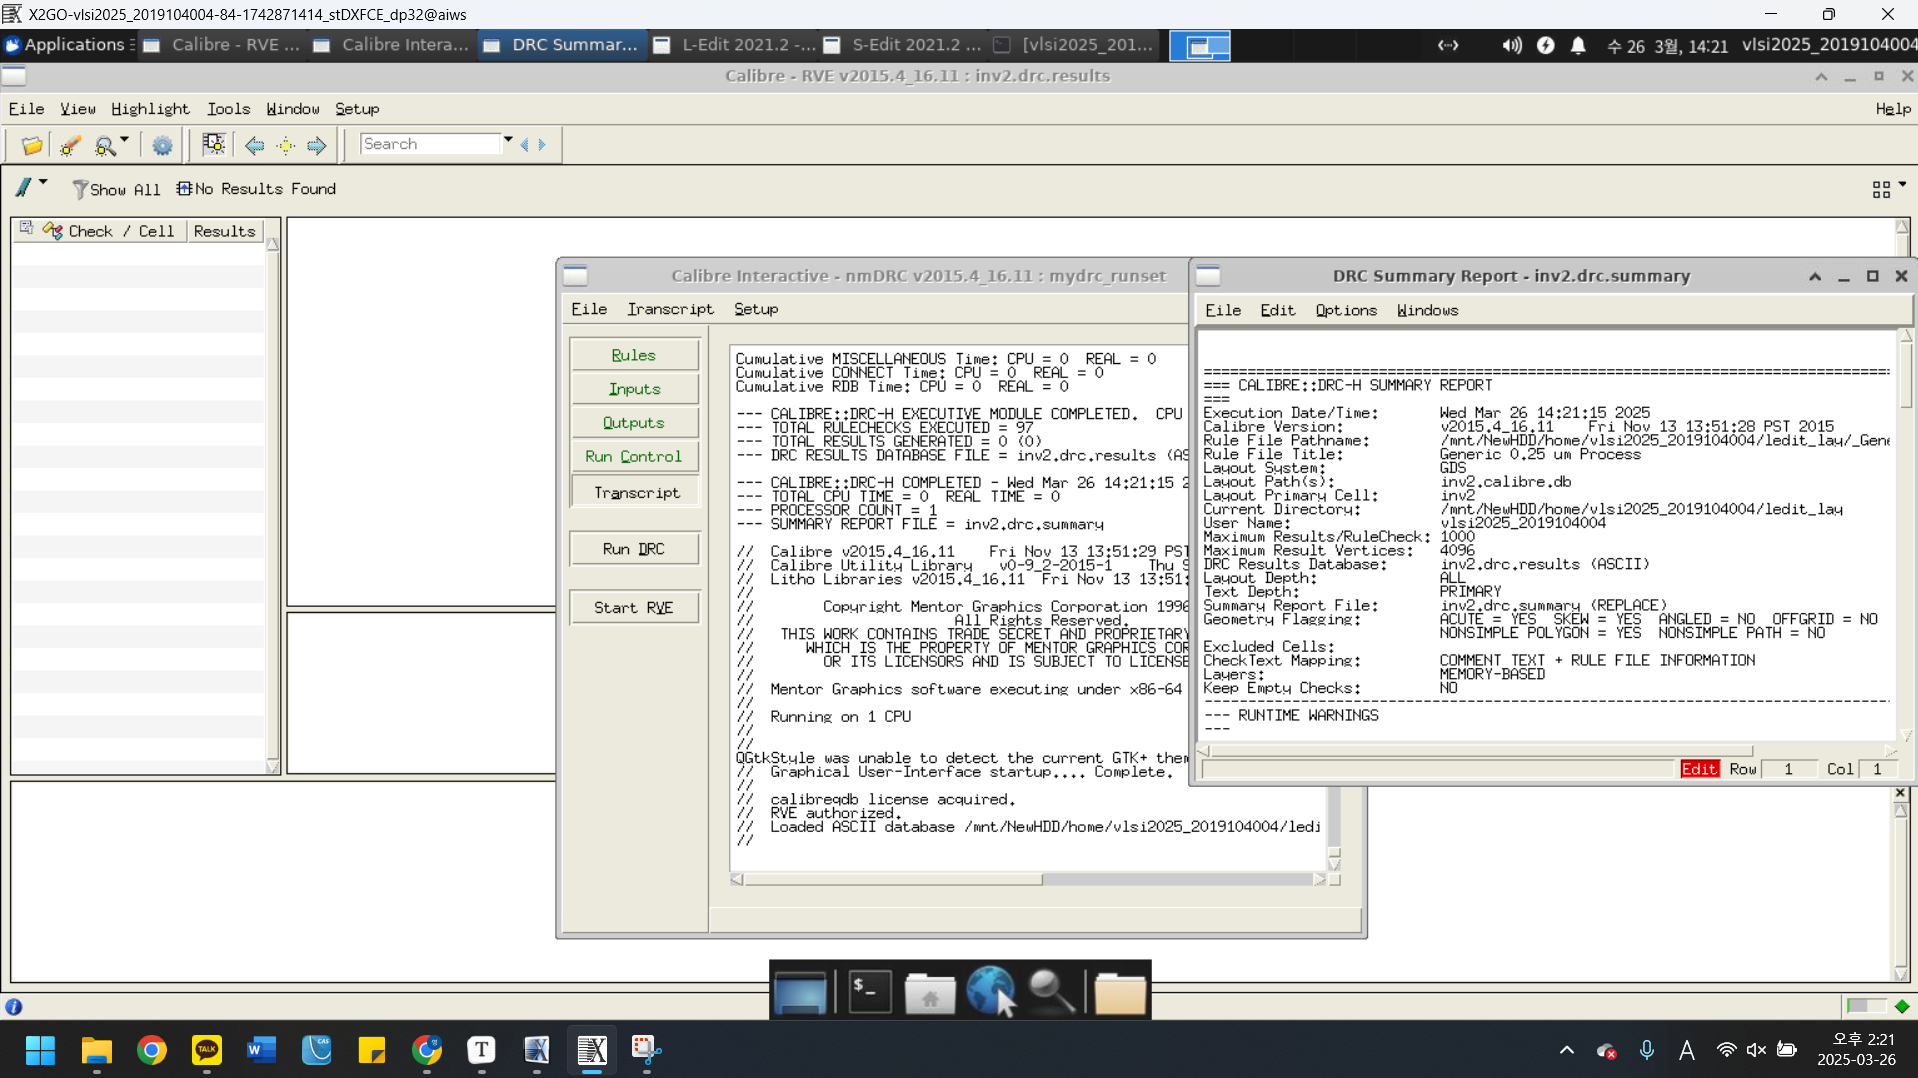 X2GO-vlsi2025_2019104004-84-1742871414_stDXFCE_dp32@aiws
Applications
Calibre - RVE ...
Calibre Intera...
DRC Summar...
L-Edit 2021.2 -...
S-Edit 2021.2 ...
[vlsi2025_201...
수 26 3월, 14:21
vlsi2025_2019104004
Calibre - RVE v2015.4_16.11 : inv2.drc.results
File View Highlight Tools Window Setup
Help
Search
Show All
No Results Found
Check / Cell
Results
Calibre Interactive - nmDRC v2015.4_16.11 : mydrc_runset
File Transcript Setup
Rules
Inputs
Outputs
Run Control
Transcript
Run DRC
Start RVE
Cumulative MISCELLANEOUS Time: CPU = 0 REAL = 0
Cumulative CONNECT Time: CPU = 0 REAL = 0
Cumulative RDB Time: CPU = 0 REAL = 0
--- CALIBRE::DRC-H EXECUTIVE MODULE COMPLETED. CPU
--- TOTAL RULECHECKS EXECUTED = 97
--- TOTAL RESULTS GENERATED = 0 (0)
--- DRC RESULTS DATABASE FILE = inv2.drc.results (AS
--- CALIBRE::DRC-H COMPLETED - Wed Mar 26 14:21:15 2
--- TOTAL CPU TIME = 0 REAL TIME = 0
--- PROCESSOR COUNT = 1
--- SUMMARY REPORT FILE = inv2.drc.summary
// Calibre v2015.4_16.11 Fri Nov 13 13:51:29 PST
// Calibre Utility Library v0-9_2-2015-1 Thu S
// Litho Libraries v2015.4_16.11 Fri Nov 13 13:51:
//
// Copyright Mentor Graphics Corporation 1996
// All Rights Reserved.
// THIS WORK CONTAINS TRADE SECRET AND PROPRIETARY
// WHICH IS THE PROPERTY OF MENTOR GRAPHICS COR
// OR ITS LICENSORS AND IS SUBJECT TO LICENSE
//
// Mentor Graphics software executing under x86-64
//
// Running on 1 CPU
//
//
QGtkStyle was unable to detect the current GTK+ them
// Graphical User-Interface startup.... Complete.
//
// calibreqdb license acquired.
// RVE authorized.
// Loaded ASCII database /mnt/NewHDD/home/vlsi2025_2019104004/ledi
//
DRC Summary Report - inv2.drc.summary
File Edit Options Windows
==================================================================================
=== CALIBRE::DRC-H SUMMARY REPORT
===
Execution Date/Time: Wed Mar 26 14:21:15 2025
Calibre Version: v2015.4_16.11 Fri Nov 13 13:51:28 PST 2015
Rule File Pathname: /mnt/NewHDD/home/vlsi2025_2019104004/ledit_lay/_Gene
Rule File Title: Generic 0.25 um Process
Layout System: GDS
Layout Path(s): inv2.calibre.db
Layout Primary Cell: inv2
Current Directory: /mnt/NewHDD/home/vlsi2025_2019104004/ledit_lay
User Name: vlsi2025_2019104004
Maximum Results/RuleCheck: 1000
Maximum Result Vertices: 4096
DRC Results Database: inv2.drc.results (ASCII)
Layout Depth: ALL
Text Depth: PRIMARY
Summary Report File: inv2.drc.summary (REPLACE)
Geometry Flagging: ACUTE = YES SKEW = YES ANGLED = NO OFFGRID = NO
NONSIMPLE POLYGON = YES NONSIMPLE PATH = NO
Excluded Cells:
CheckText Mapping: COMMENT TEXT + RULE FILE INFORMATION
Layers: MEMORY-BASED
Keep Empty Checks: NO
----------------------------------------------------------------------------------
--- RUNTIME WARNINGS
---
Edit Row 1 Col 1
$ _
TALK
W
CAS
T
X
X
A
오후 2:21
2025-03-26